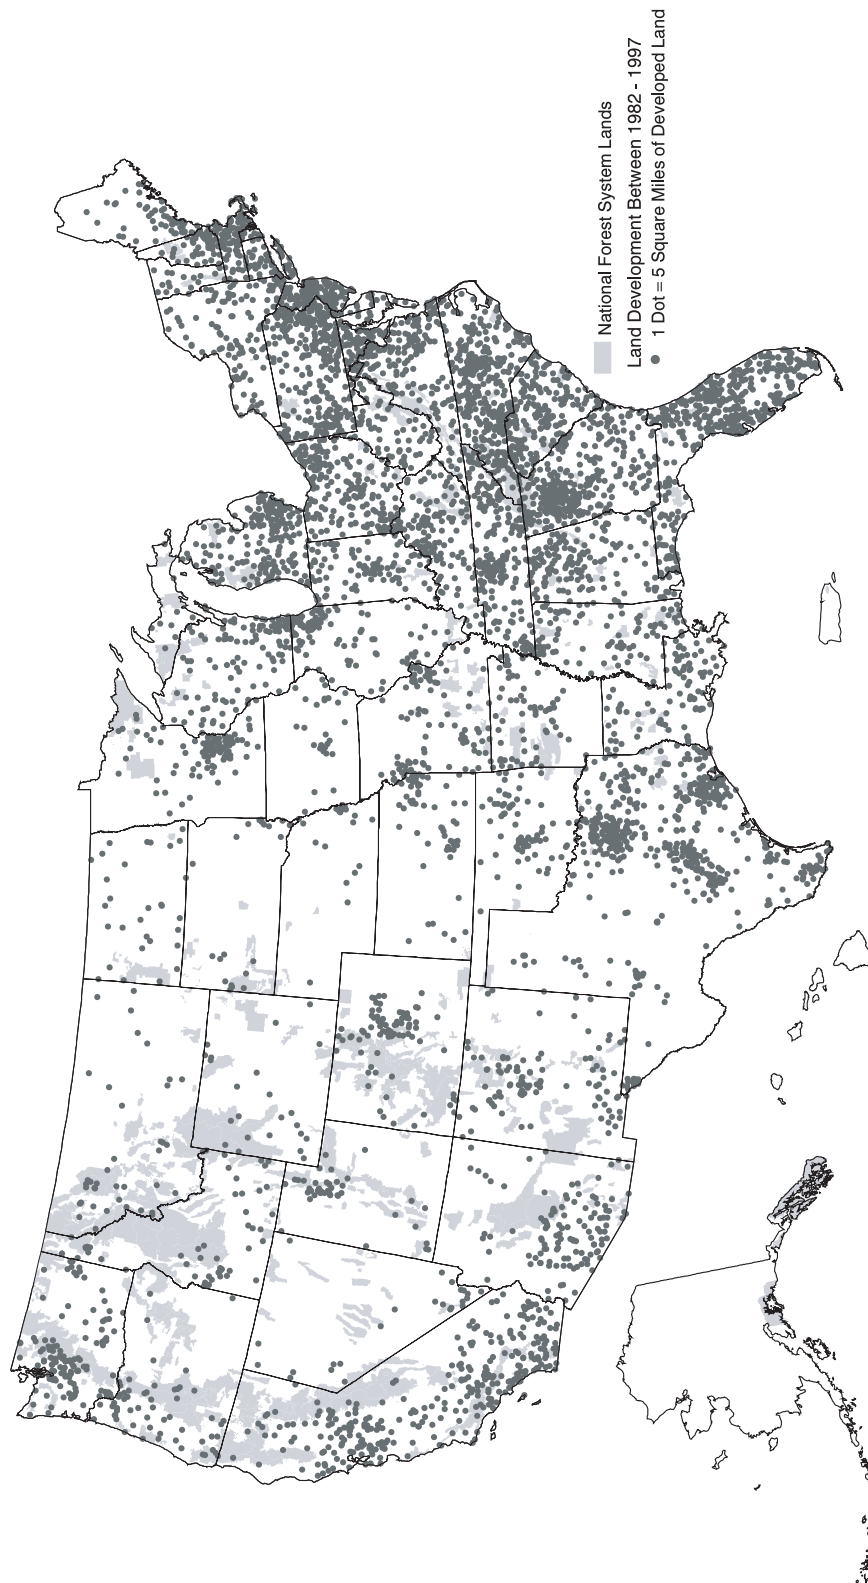 National Forest System Lands
Land Development Between 1982 - 1997
1 Dot = 5 Square Miles of Developed Land